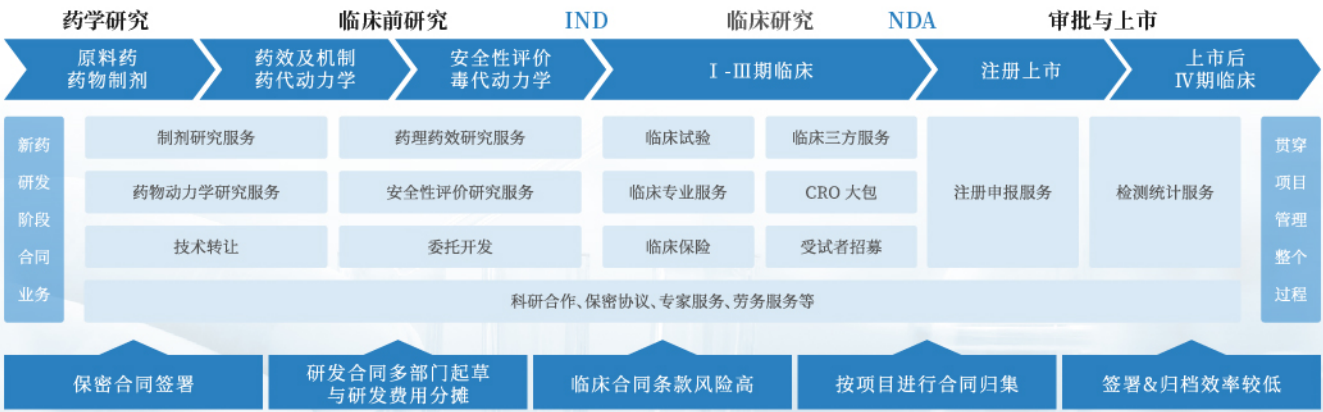 药学研究
临床前研究
IND
临床研究
NDA
审批与上市
原料药
药物制剂
药效及机制
药代动力学
安全性评价
毒代动力学
Ⅰ-Ⅲ期临床
注册上市
上市后
Ⅳ期临床
新药
研发
阶段
合同
业务
制剂研究服务
药理药效研究服务
临床试验
临床三方服务
药物动力学研究服务
安全性评价研究服务
临床专业服务
CRO 大包
注册申报服务
检测统计服务
技术转让
委托开发
临床保险
受试者招募
科研合作、保密协议、专家服务、劳务服务等
贯穿
项目
管理
整个
过程
保密合同签署
研发合同多部门起草
与研发费用分摊
临床合同条款风险高
按项目进行合同归集
签署&归档效率较低